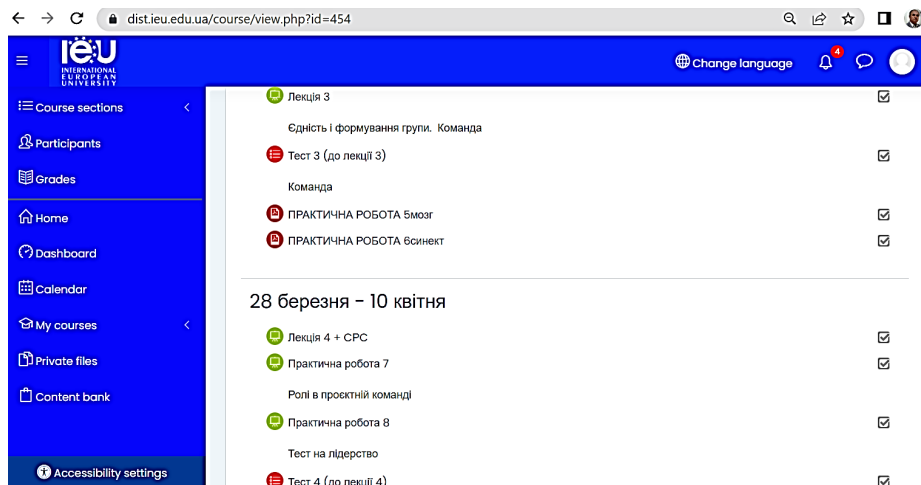 dist.ieu.edu.ua/course/view.php?id=454
IEU
INTERNATIONAL
EUROPEAN
UNIVERSITY
Change language
4
Course sections
Participants
Grades
Home
Dashboard
Calendar
My courses
Private files
Content bank
Accessibility settings
Лекція 3
Єдність і формування групи. Команда
Тест 3 (до лекції 3)
Команда
ПРАКТИЧНА РОБОТА 5мозг
ПРАКТИЧНА РОБОТА 6синект
28 березня - 10 квітня
Лекція 4 + СРС
Практична робота 7
Ролі в проєктній команді
Практична робота 8
Тест на лідерство
Тест 4 (до лекції 4)